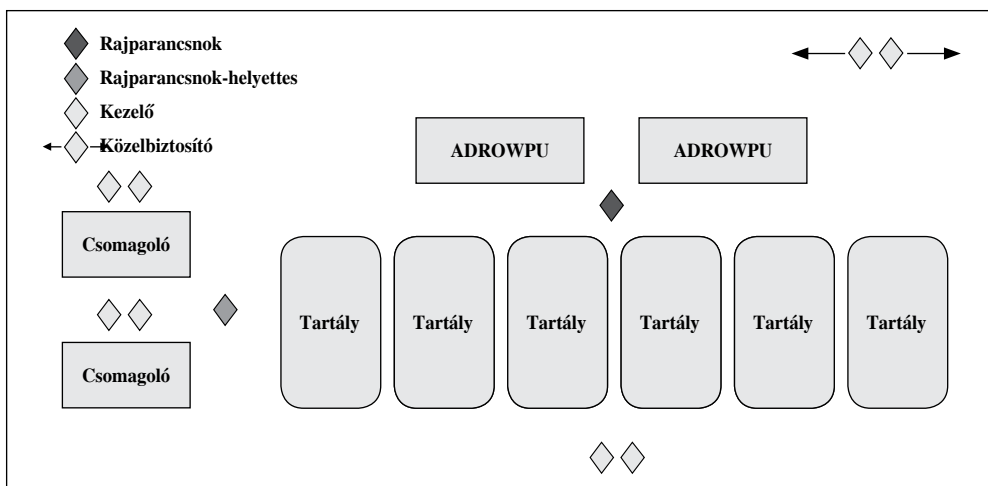 Rajparancsnok
Rajparancsnok-helyettes
Kezelő
Közelbiztosító
ADROWPU
ADROWPU
Csomagoló
Csomagoló
Tartály
Tartály
Tartály
Tartály
Tartály
Tartály